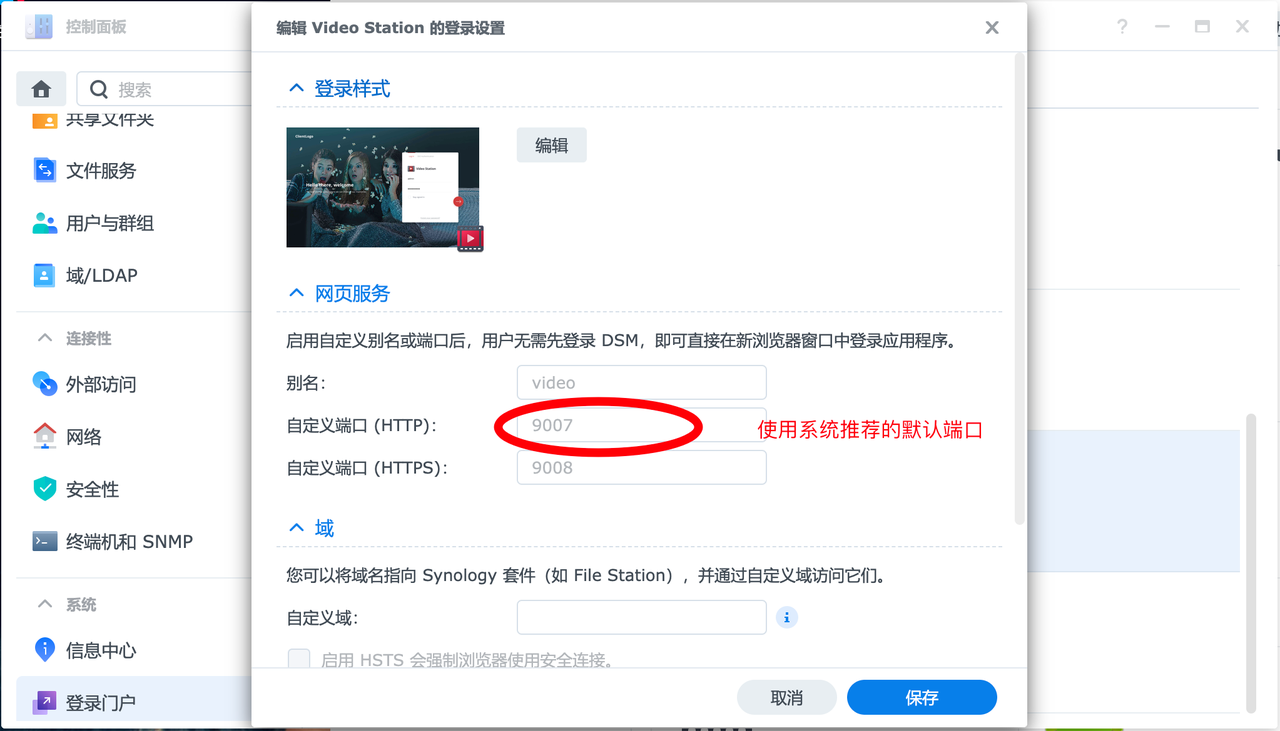 控制面板
编辑 Video Station 的登录设置
搜索
共享文件夹
文件服务
用户与群组
域/LDAP
连接性
外部访问
网络
安全性
终端机和 SNMP
系统
信息中心
登录门户
登录样式
Hello there, welcome
Video Station
编辑
网页服务
启用自定义别名或端口后，用户无需先登录 DSM，即可直接在新浏览器窗口中登录应用程序。
别名:
video
自定义端口 (HTTP):
9007
使用系统推荐的默认端口
自定义端口 (HTTPS):
9008
域
您可以将域名指向 Synology 套件（如 File Station），并通过自定义域访问它们。
自定义域:
启用 HSTS 会强制浏览器使用安全连接。
取消
保存